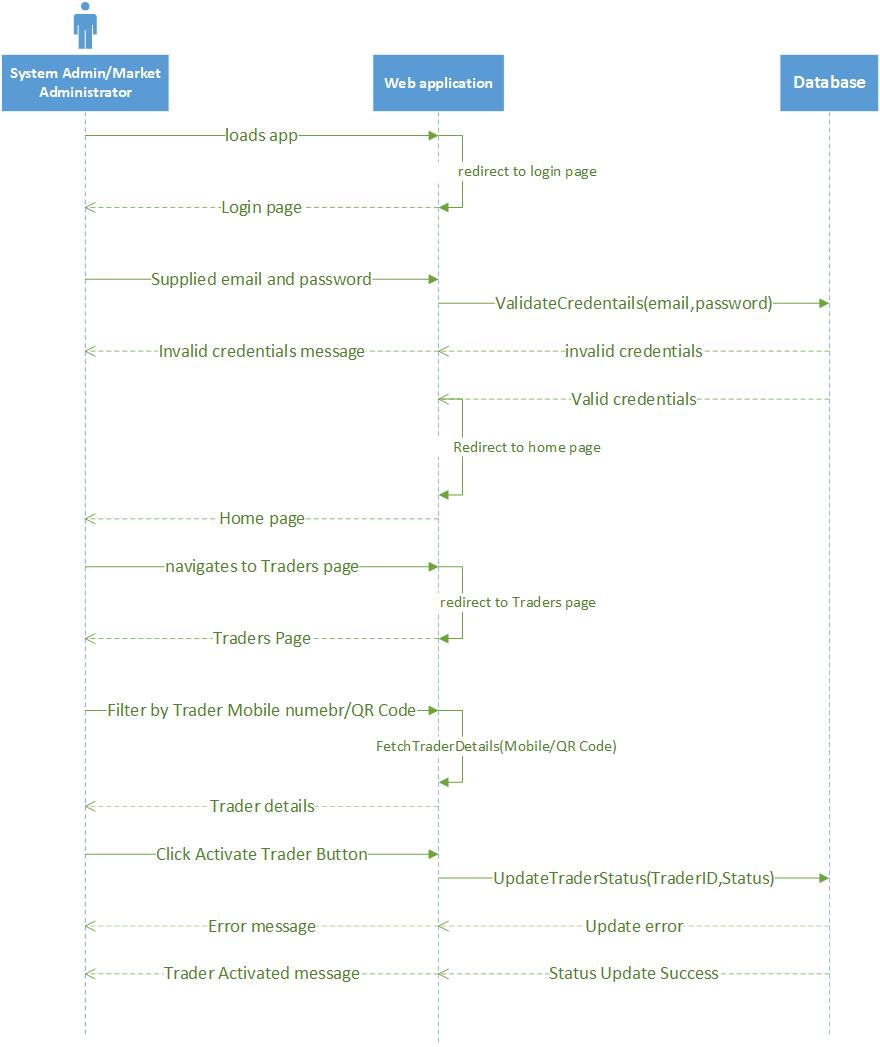 System Admin/Market
Administrator
Web application
Database
loads app
redirect to login page
Login page
Supplied email and password
ValidateCredentails(email,password)
Invalid credentials message
invalid credentials
Valid credentials
Redirect to home page
Home page
navigates to Traders page
redirect to Traders page
Traders Page
Filter by Trader Mobile numebr/QR Code
FetchTraderDetails(Mobile/QR Code)
Trader details
Click Activate Trader Button
UpdateTraderStatus(TraderID,Status)
Error message
Update error
Trader Activated message
Status Update Success